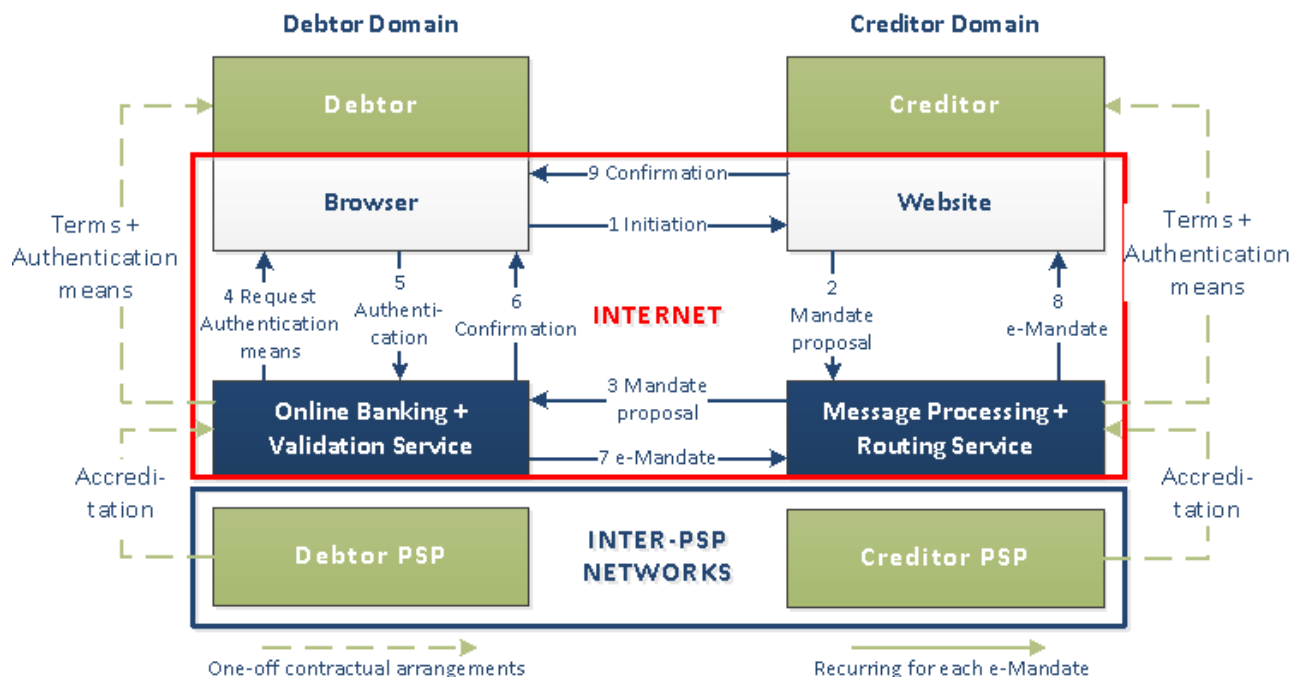 Debtor Domain
Creditor Domain
Debtor
Creditor
9 Confirmation
Browser
Website
1 Initiation
Terms +
Authentication
means
Terms +
Authentication
means
4 Request
Authentication
means
5
Authenti-
cation
6
Confirmation
INTERNET
2
Mandate
proposal
8
e-Mandate
3 Mandate
proposal
Online Banking +
Validation Service
Message Processing +
Routing Service
7 e-Mandate
Accredi-
tation
Accredi-
tation
Debtor PSP
INTER-PSP
NETWORKS
Creditor PSP
One-off contractual arrangements
Recurring for each e-Mandate